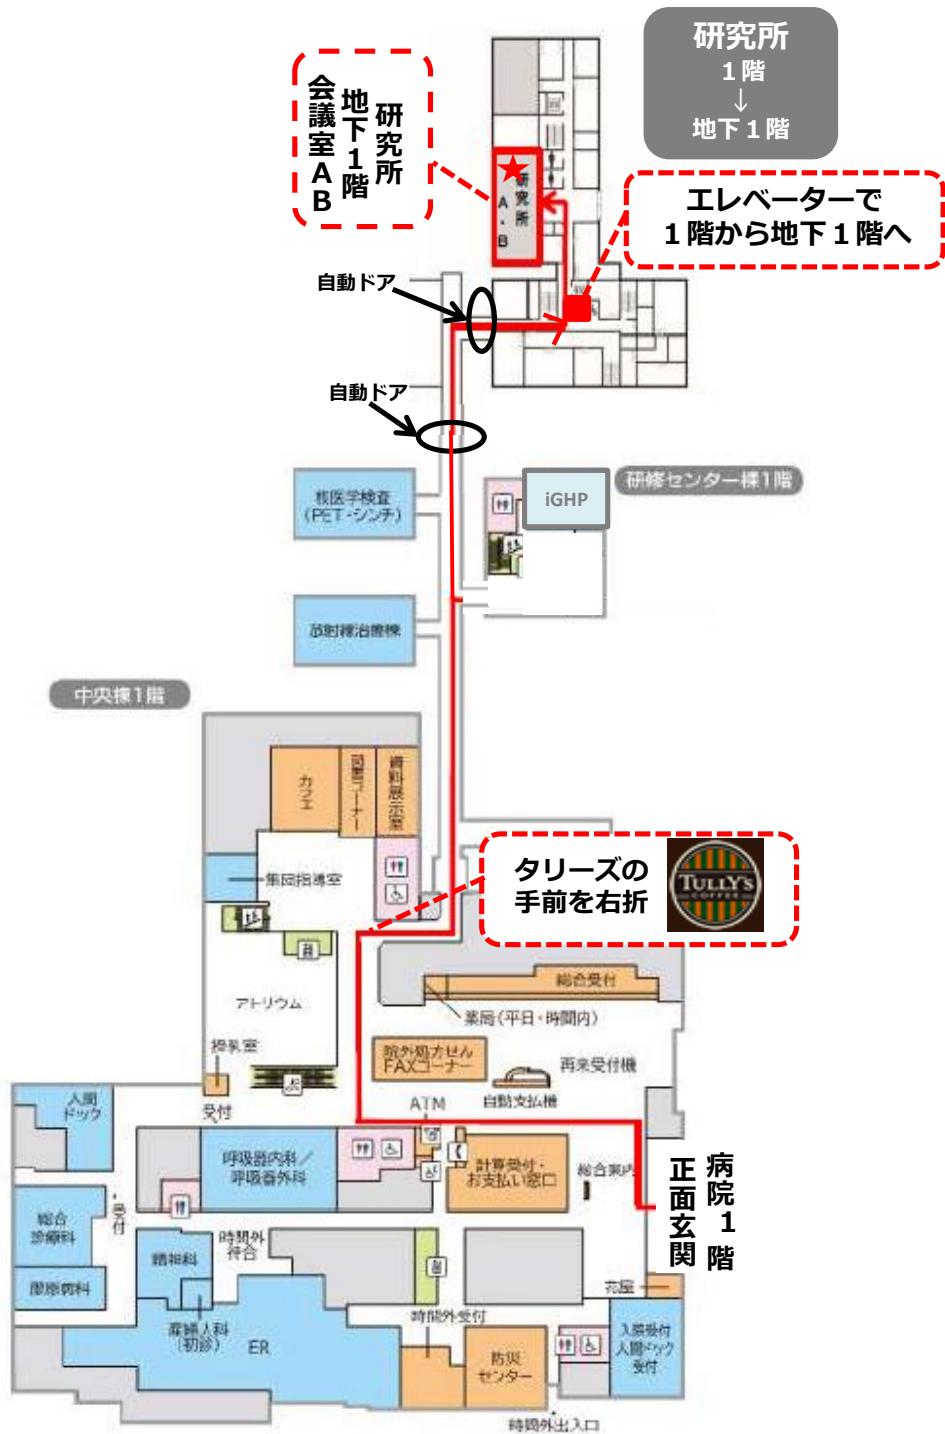 研究所
1階
↓
地下1階
研究所
地下1階
会議室AB
研究所
A・B
エレベーターで
1階から地下1階へ
自動ドア
自動ドア
核医学検査
(PET・シンチ)
iGHP
研修センター棟1階
放射線治療棟
中央棟1階
カフェ
図書コーナー
資料展示室
集団指導室
タリーズの
手前を右折
TULLY'S
COFFEE
総合受付
アトリウム
薬局(平日・時間内)
授乳室
院外処方せん
FAXコーナー
再来受付機
自動支払機
人間
ドック
受付
ATM
呼吸器内科/
呼吸器外科
計算受付・
お支払い窓口
総合案内
病院1階
正面玄関
総合
診療科
受付
時間外
待合
精神科
膠原病科
花屋
産婦人科
(初診)
ER
時間外受付
防災
センター
入退受付
人間ドック
受付
時間外出入口